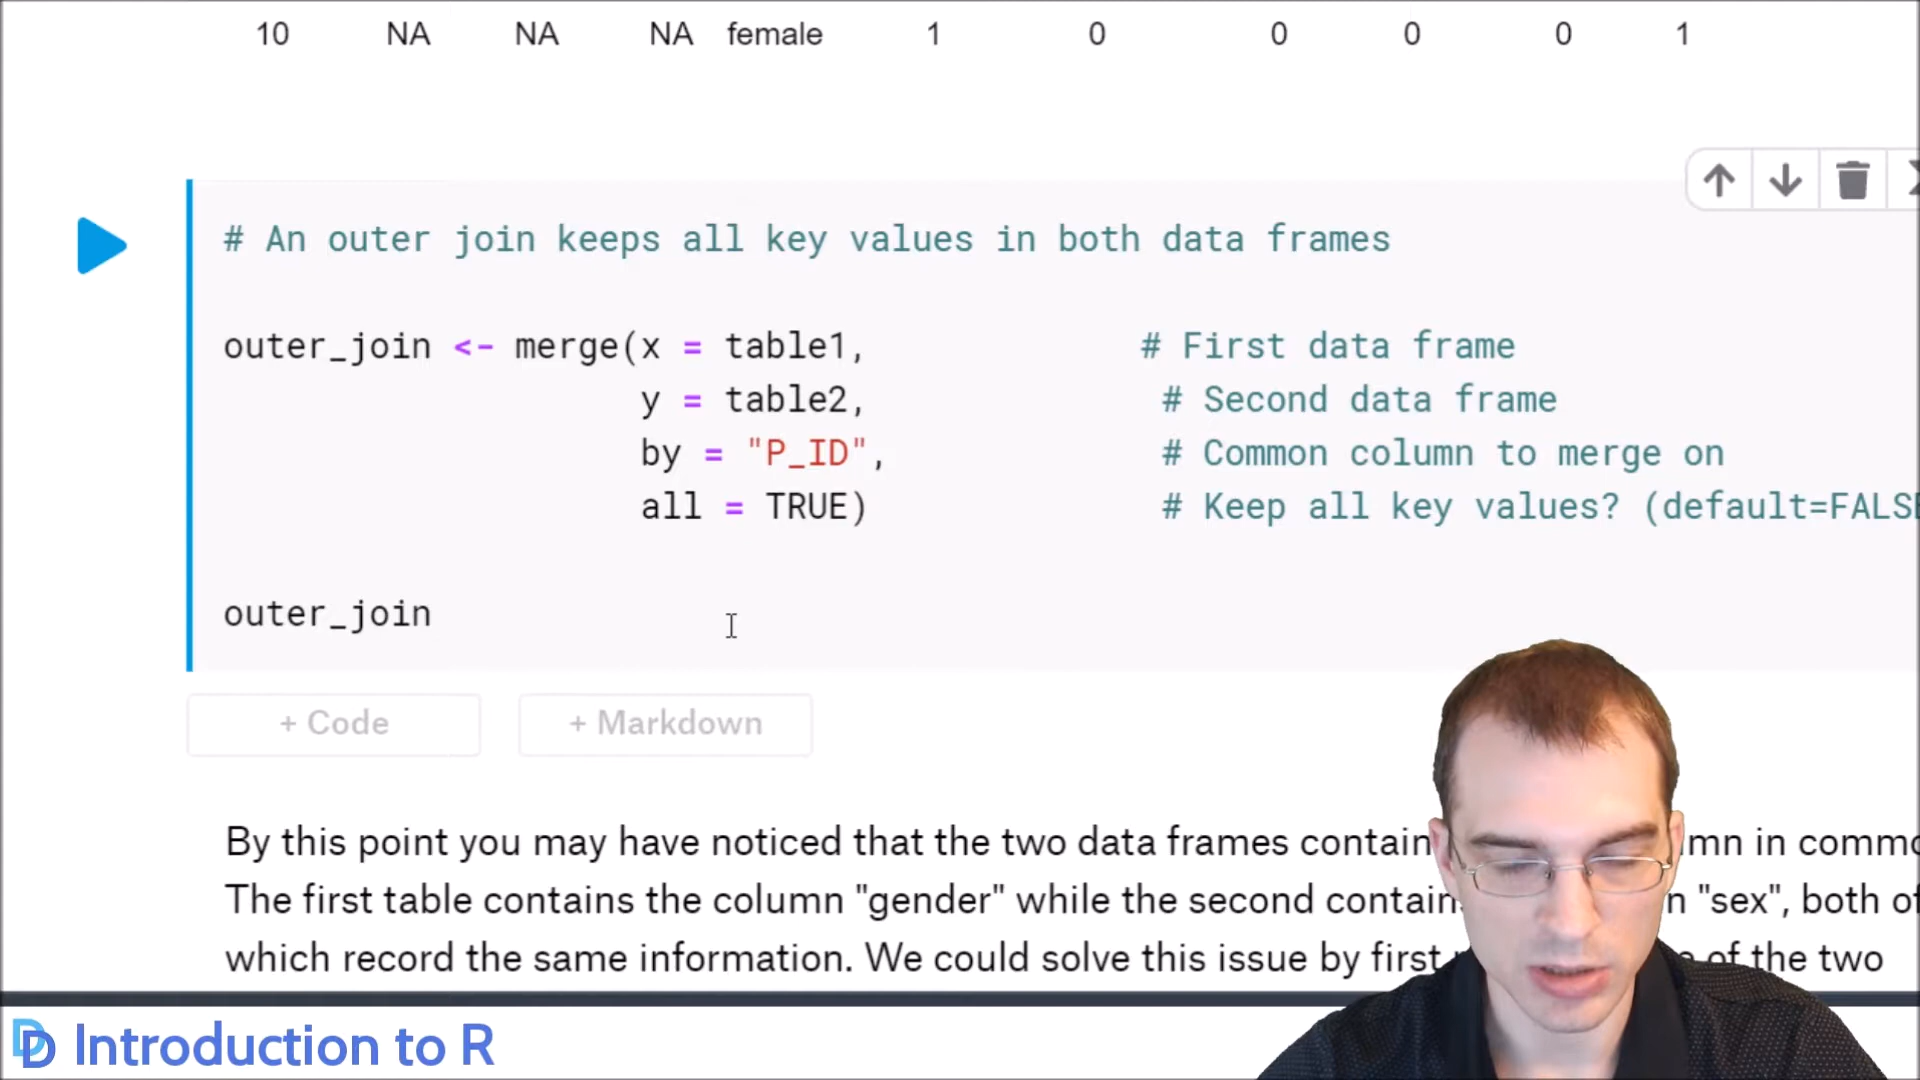 10 NA NA NA female 1 0 0 0 0 1
# An outer join keeps all key values in both data frames
outer_join <- merge(x = table1, # First data frame
y = table2, # Second data frame
by = "P_ID", # Common column to merge on
all = TRUE) # Keep all key values? (default=FALSE
outer_join
+ Code + Markdown
By this point you may have noticed that the two data frames contain in commo
The first table contains the column "gender" while the second contain "sex", both of
which record the same information. We could solve this issue by first of the two
Introduction to R